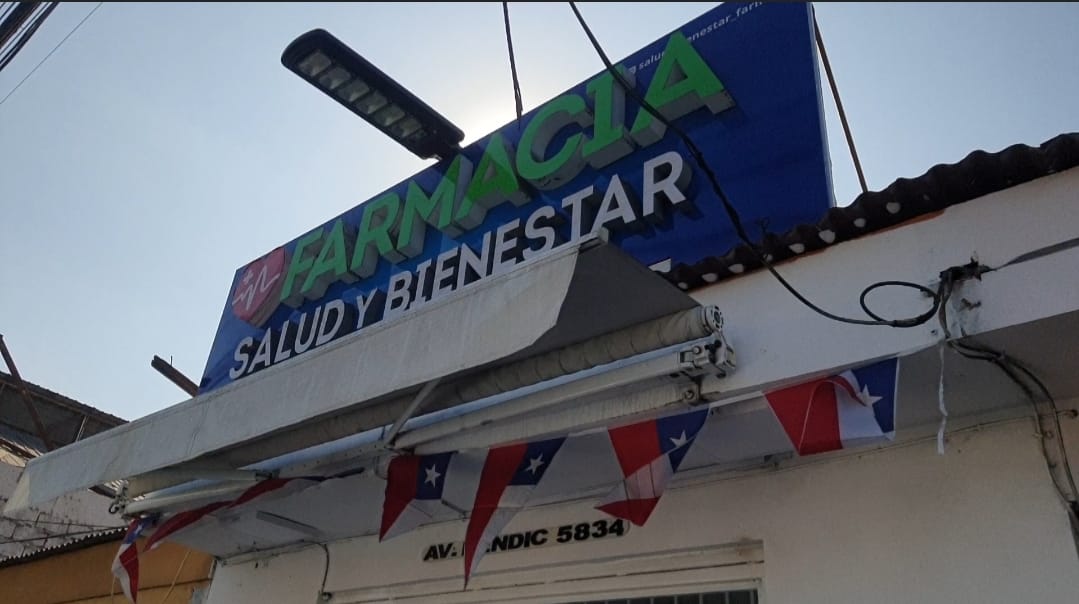 FARMACIA
SALUD Y BIENESTAR
AV. 5834